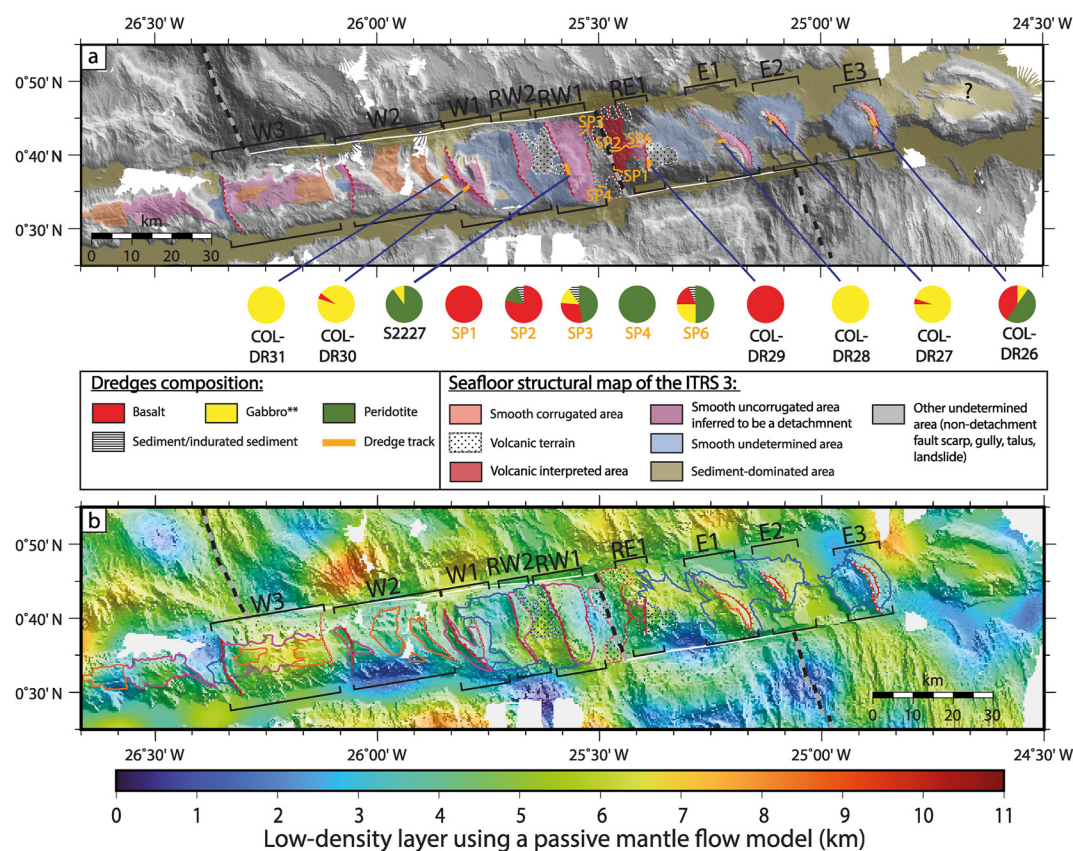 26°30' W 26°00' W 25°30' W 25°00' W 24°30' W
a
0°50' N
0°40' N
0°30' N
W3 W2 W1 RW2 RW1 RE1 E1 E2 E3
?
SP3
SP2 SP6
SP1
SP4
km
0 10 20 30
COL-DR31
COL-DR30
S2227
SP1
SP2
SP3
SP4
SP6
COL-DR29
COL-DR28
COL-DR27
COL-DR26
Dredges composition:
Basalt
Gabbro**
Peridotite
Sediment/indurated sediment
Dredge track
Seafloor structural map of the ITRS 3:
Smooth corrugated area
Volcanic terrain
Volcanic interpreted area
Smooth uncorrugated area
inferred to be a detachmnent
Smooth undetermined area
Sediment-dominated area
Other undetermined
area (non-detachment
fault scarp, gully, talus,
landslide)
b
0°50' N
0°40' N
0°30' N
W3 W2 W1 RW2 RW1 RE1 E1 E2 E3
km
0 10 20 30
26°30' W 26°00' W 25°30' W 25°00' W 24°30' W
0 1 2 3 4 5 6 7 8 9 10 11
Low-density layer using a passive mantle flow model (km)